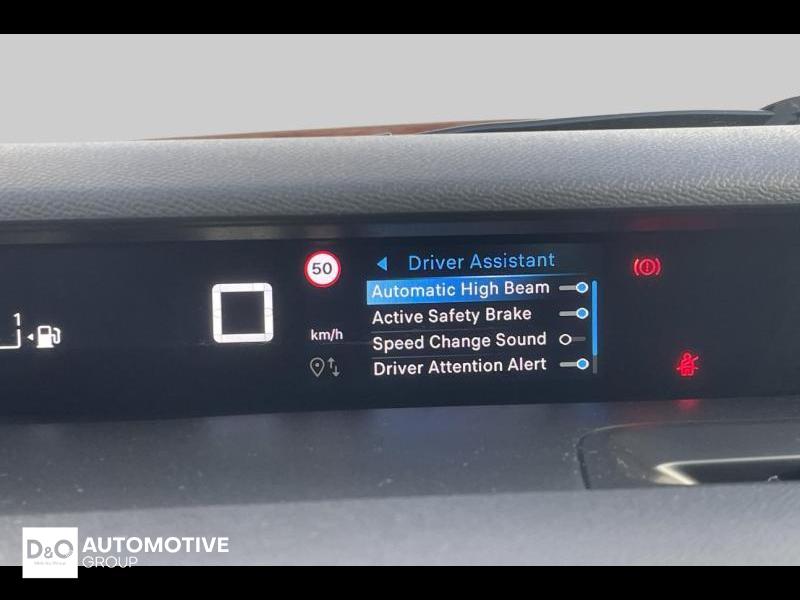 50
Driver Assistant
Automatic High Beam
Active Safety Brake
Speed Change Sound
Driver Attention Alert
km/h
1
D&O
AUTOMOTIVE
GROUP